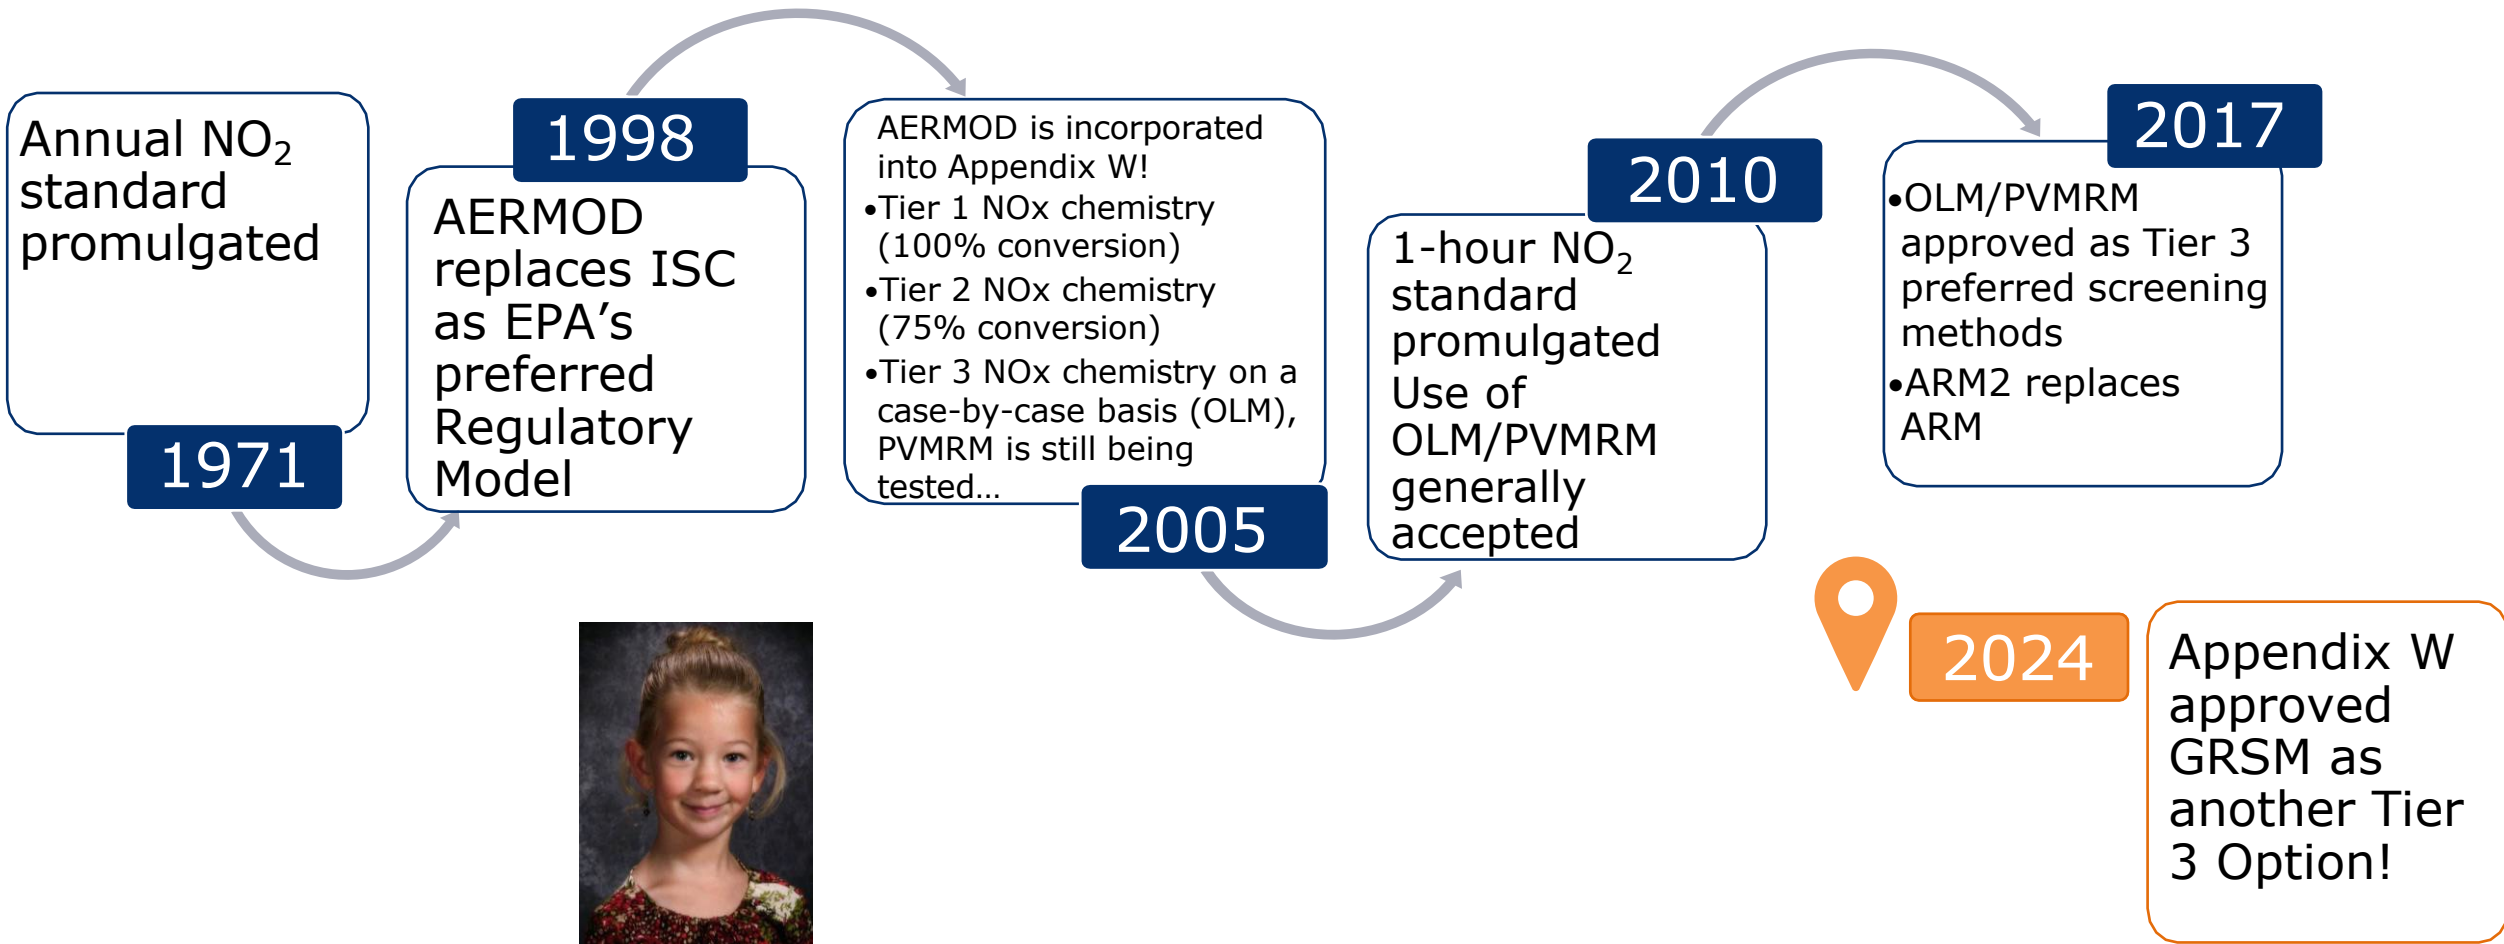 Annual NO₂
standard
promulgated
1971
1998
AERMOD
replaces ISC
as EPA’s
preferred
Regulatory
Model
AERMOD is incorporated
into Appendix W!
•Tier 1 NOx chemistry
(100% conversion)
•Tier 2 NOx chemistry
(75% conversion)
•Tier 3 NOx chemistry on a
case-by-case basis (OLM),
PVMRM is still being
tested…
2005
2010
1-hour NO₂
standard
promulgated
Use of
OLM/PVMRM
generally
accepted
2017
•OLM/PVMRM
approved as Tier 3
preferred screening
methods
•ARM2 replaces
ARM
2024
Appendix W
approved
GRSM as
another Tier
3 Option!